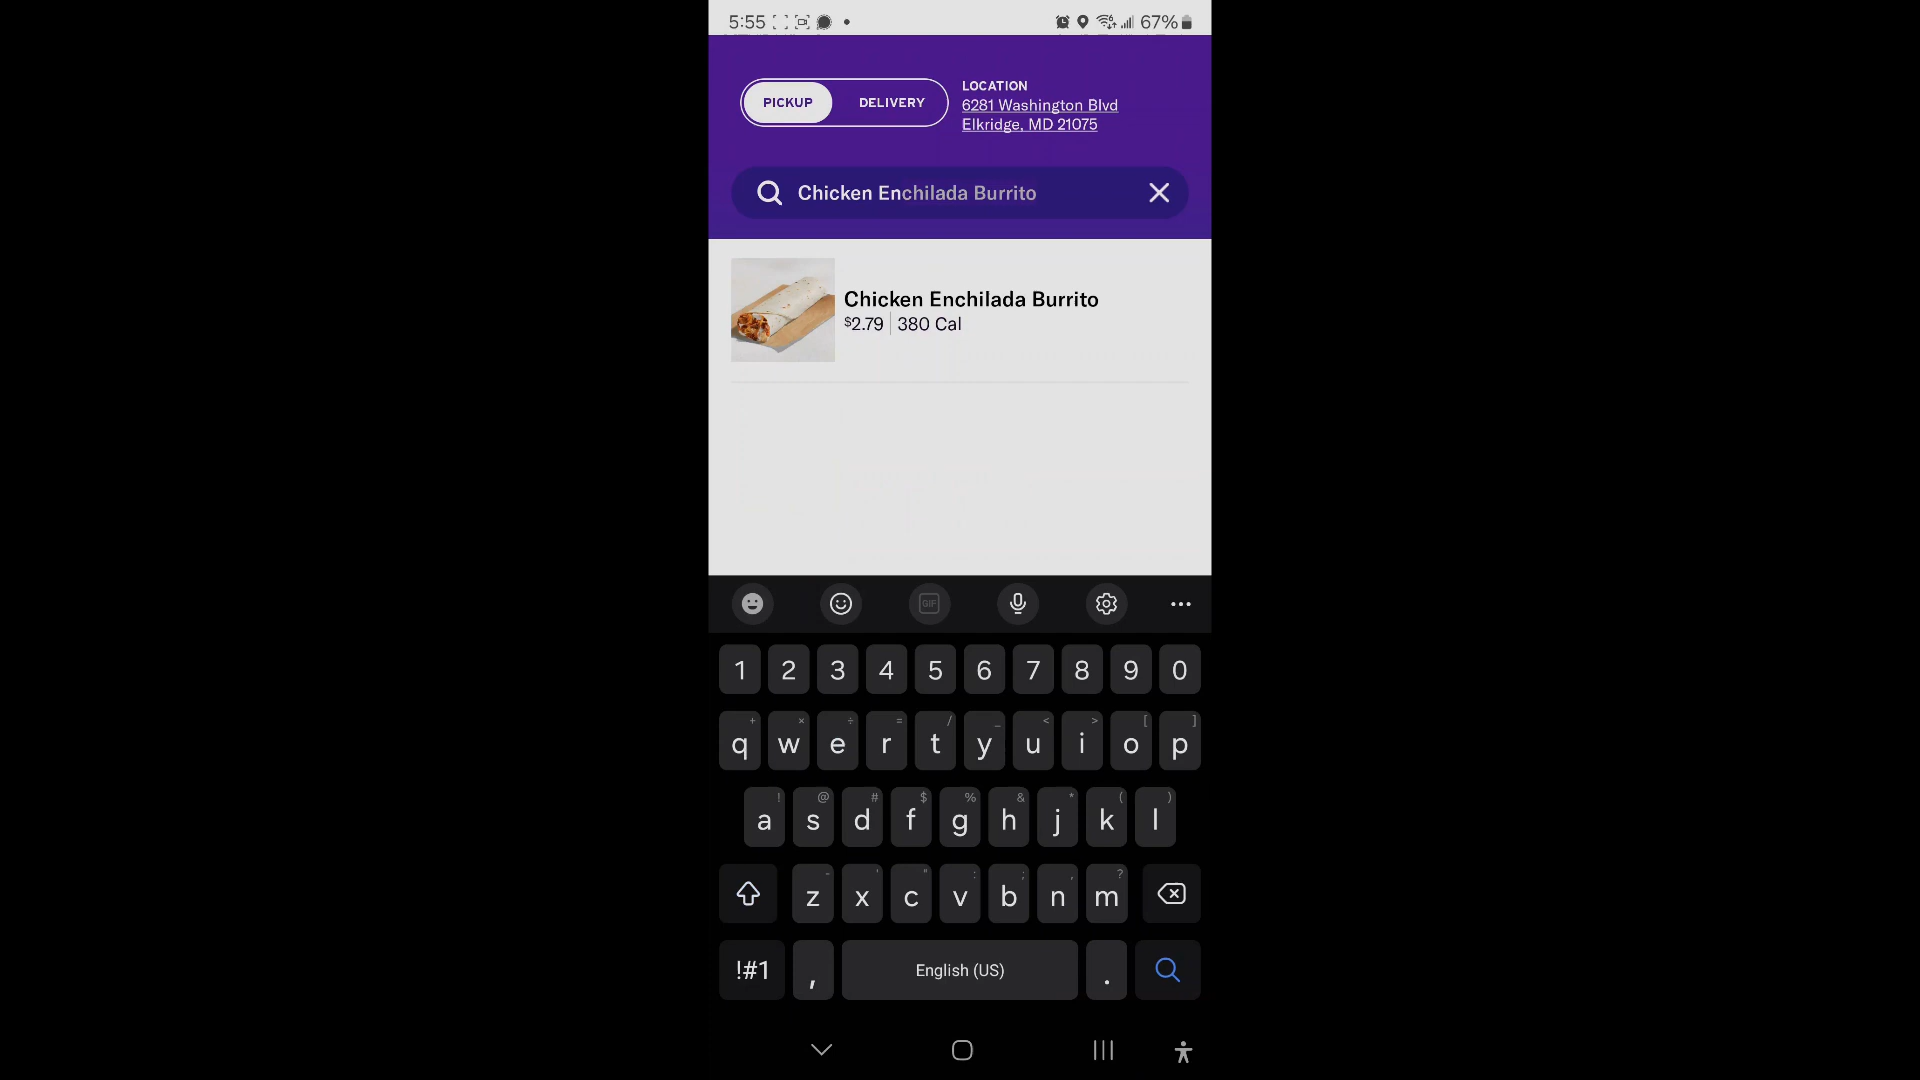 5:55 67%
PICKUP DELIVERY
LOCATION
6281 Washington Blvd
Elkridge, MD 21075
Chicken Enchilada Burrito
Chicken Enchilada Burrito
$2.79 380 Cal
GIF
1 2 3 4 5 6 7 8 9 0
+ × ÷ = / _ < > [ ]
q w e r t y u i o p
! @ # $ % & * ( )
a s d f g h j k l
- ' " : ; , ?
z x c v b n m
!#1 , English (US) .